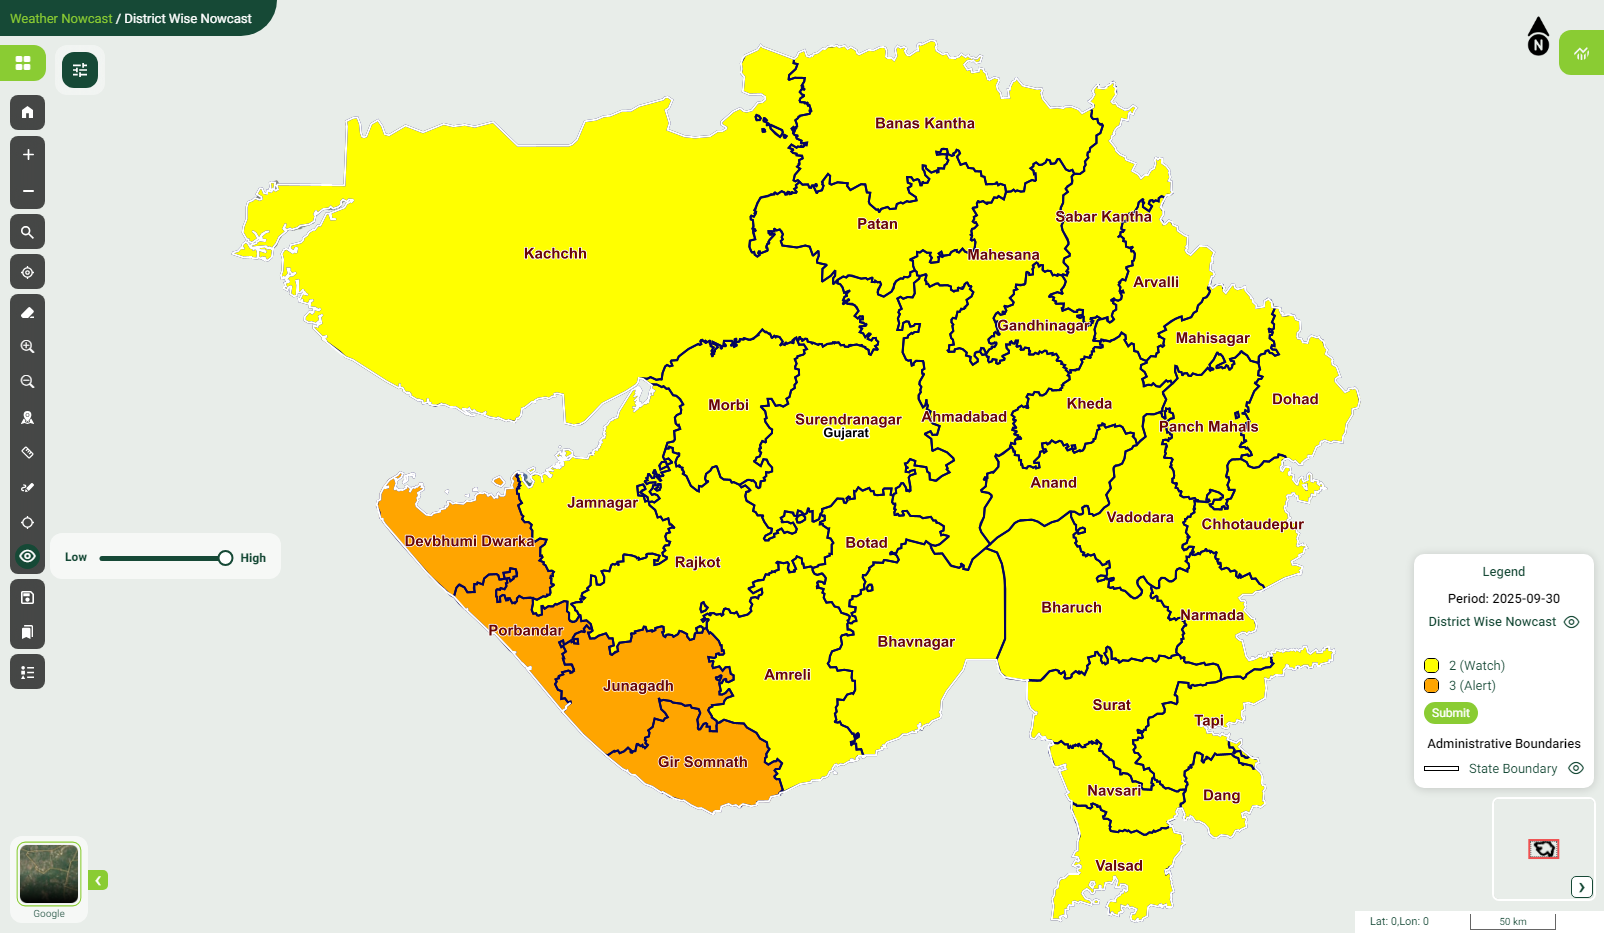 Weather Nowcast / District Wise Nowcast
N
Banas Kantha
Patan
Sabar Kantha
Kachchh
Mahesana
Arvalli
Gandhinagar
Mahisagar
Morbi
Surendranagar
Gujarat
Ahmadabad
Kheda
Dohad
Panch Mahals
Anand
Jamnagar
Vadodara
Chhotaudepur
Devbhumi Dwarka
Botad
Rajkot
Low
High
Bharuch
Narmada
Porbandar
Bhavnagar
Junagadh
Amreli
Surat
Tapi
Gir Somnath
Navsari
Dang
Valsad
Legend
Period: 2025-09-30
District Wise Nowcast
2 (Watch)
3 (Alert)
Submit
Administrative Boundaries
State Boundary
Google
Lat: 0,Lon: 0
50 km